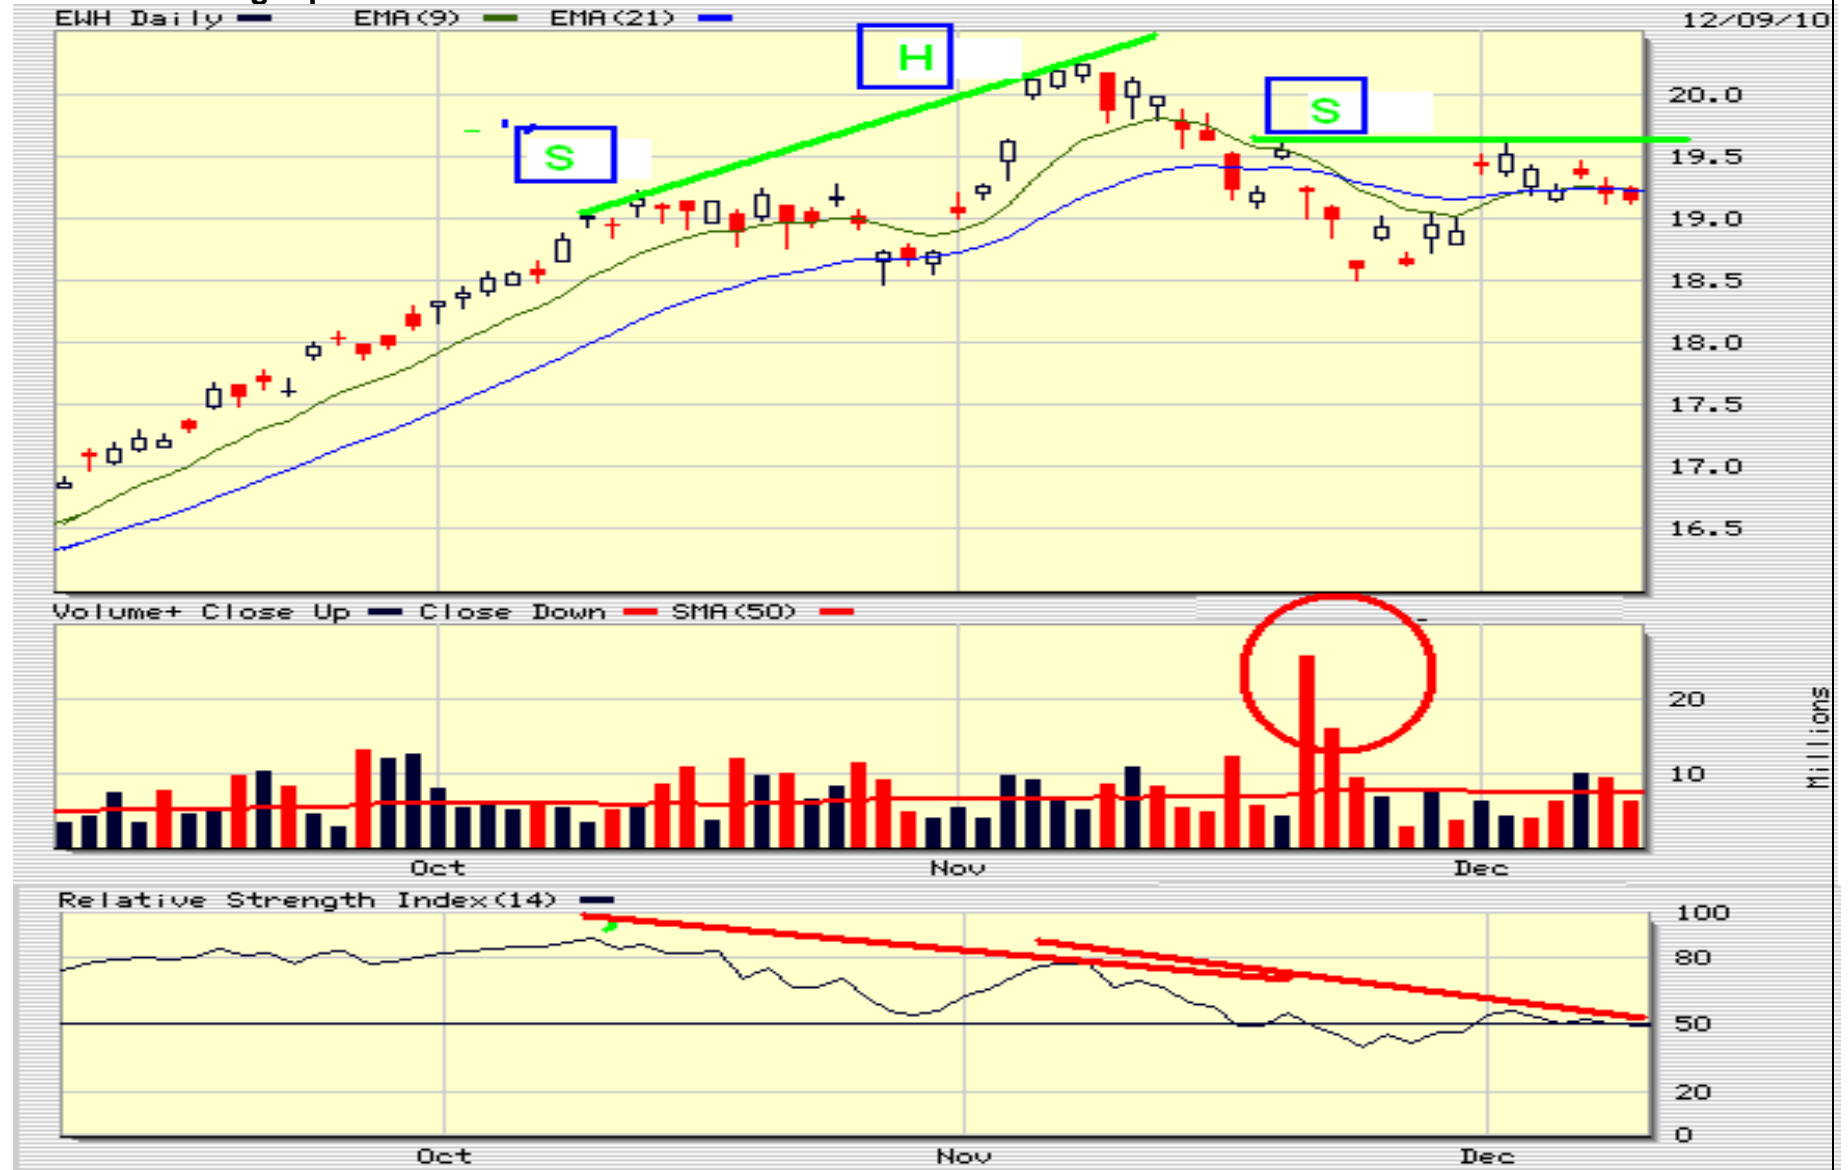 EWH Daily EMA(9) EMA(21) 12/09/10
H
S
S
20.0
19.5
19.0
18.5
18.0
17.5
17.0
16.5
Volume+ Close Up Close Down SMA(50)
20
10
Millions
Oct Nov Dec
Relative Strength Index(14)
100
80
50
20
0
Oct Nov Dec